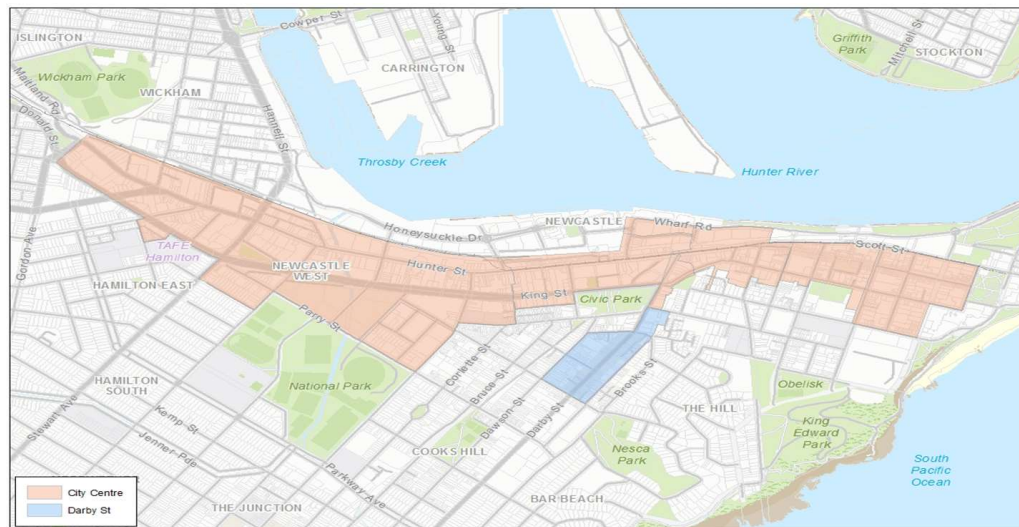 Cowper St
Young St
ISLINGTON
CARRINGTON
Griffith
Park
Mitchell St
STOCKTON
Wickham Park
WICKHAM
Maitland Rd
Donald St
Hannell St
Throsby Creek
Hunter River
NEWCASTLE
Wharf Rd
Honeysuckle Dr
Scott St
Gordon Ave
TAFE
Hamilton
NEWCASTLE
WEST
Hunter St
HAMILTON EAST
King St
Civic Park
Parry St
National Park
Corlette St
Bruce St
Dawson St
Darby St
Brooks St
HAMILTON
SOUTH
Obelisk
THE HILL
King
Edward
Park
Stewart Ave
Kemp St
Jenner Pde
COOKS HILL
Nesca
Park
South
Pacific
Ocean
Parkway Ave
BAR BEACH
THE JUNCTION
City Centre
Darby St